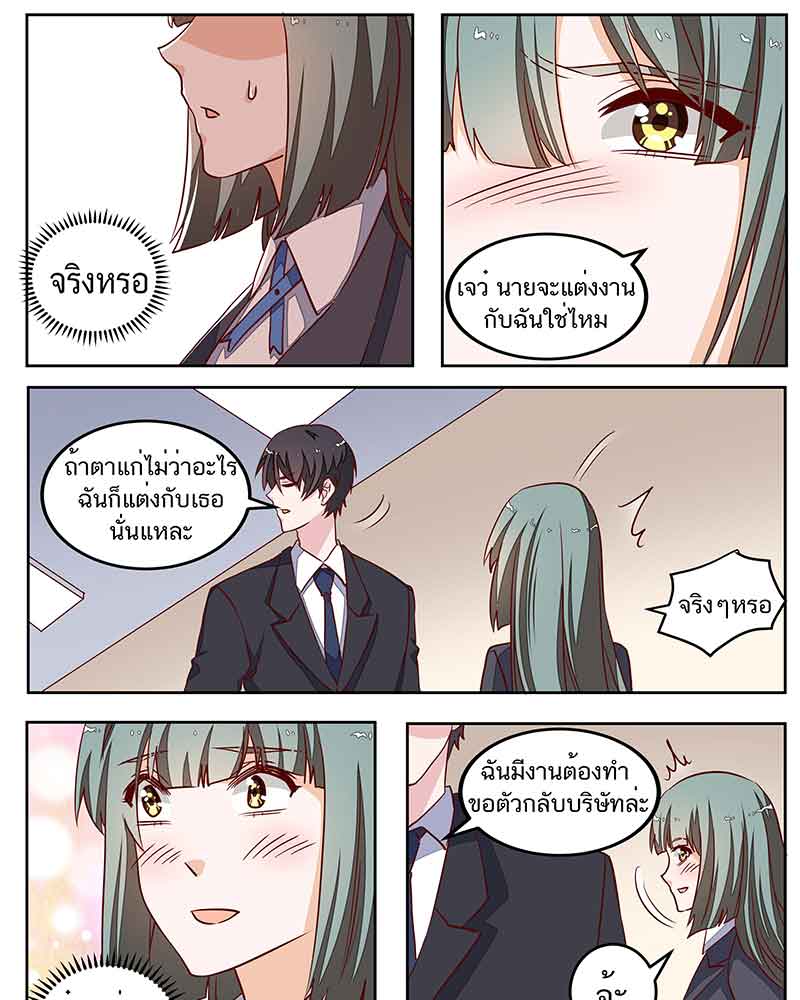 จริงหรอ
เจว๋ นายจะแต่งงาน
กับฉันใช่ไหม
ถ้าตาแก่ไม่ว่าอะไร
ฉันก็แต่งกับเธอ
นั่นแหละ
จริงๆหรอ
ฉันมีงานต้องทำ
ขอตัวกลับบริษัทล่ะ
จ้ะ